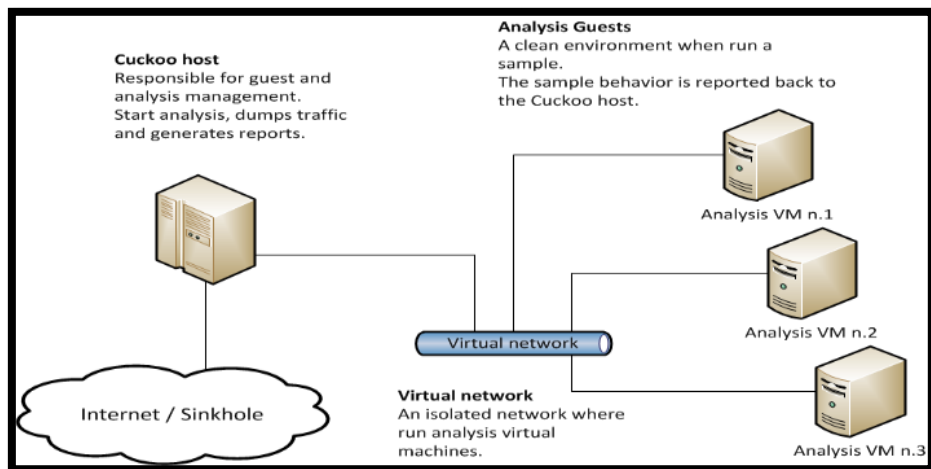 Cuckoo host
Responsible for guest and
analysis management.
Start analysis, dumps traffic
and generates reports.
Analysis Guests
A clean environment when run a
sample.
The sample behavior is reported back to
the Cuckoo host.
Analysis VM n.1
Analysis VM n.2
Virtual network
Internet / Sinkhole
Virtual network
An isolated network where
run analysis virtual
machines.
Analysis VM n.3